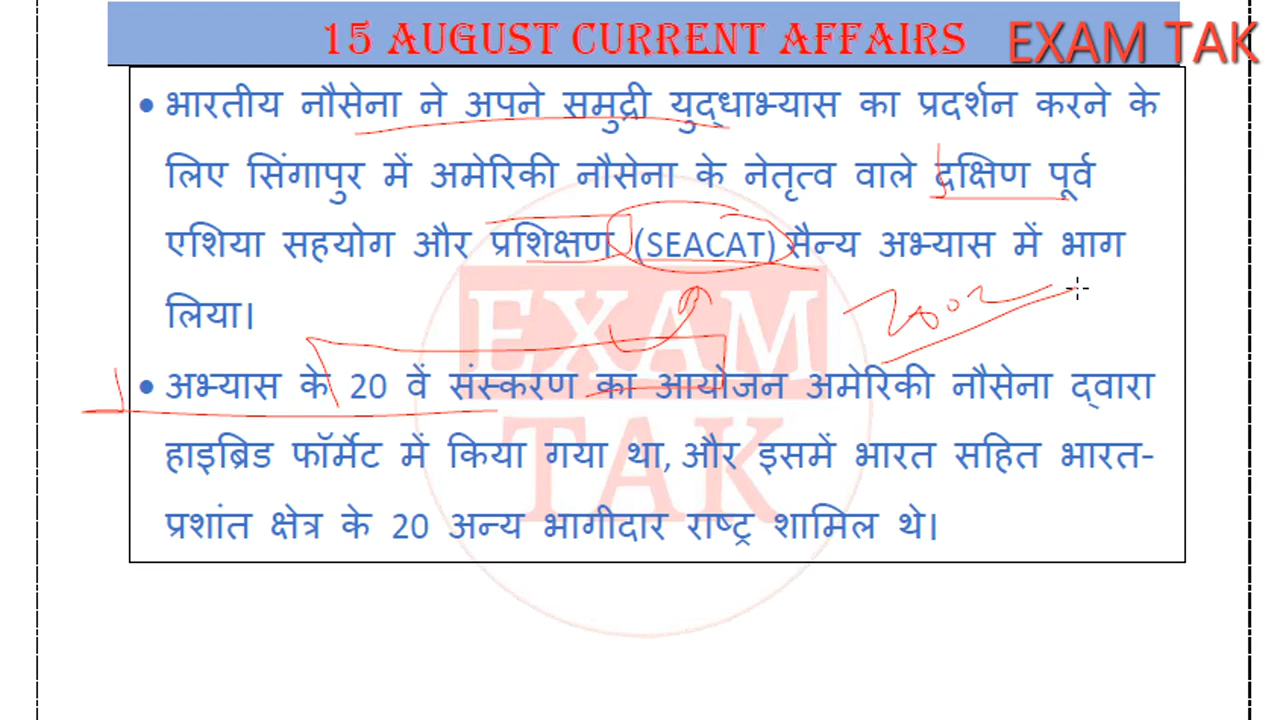 15 AUGUST CURRENT AFFAIRS
EXAM TAK
• भारतीय नौसेना ने अपने समुद्री युद्धाभ्यास का प्रदर्शन करने के
लिए सिंगापुर में अमेरिकी नौसेना के नेतृत्व वाले दक्षिण पूर्व
एशिया सहयोग और प्रशिक्षण (SEACAT) सैन्य अभ्यास में भाग
लिया।
2002
• अभ्यास के 20 वें संस्करण का आयोजन अमेरिकी नौसेना द्वारा
हाइब्रिड फॉर्मेट में किया गया था, और इसमें भारत सहित भारत-
प्रशांत क्षेत्र के 20 अन्य भागीदार राष्ट्र शामिल थे।
EXAM
TAK